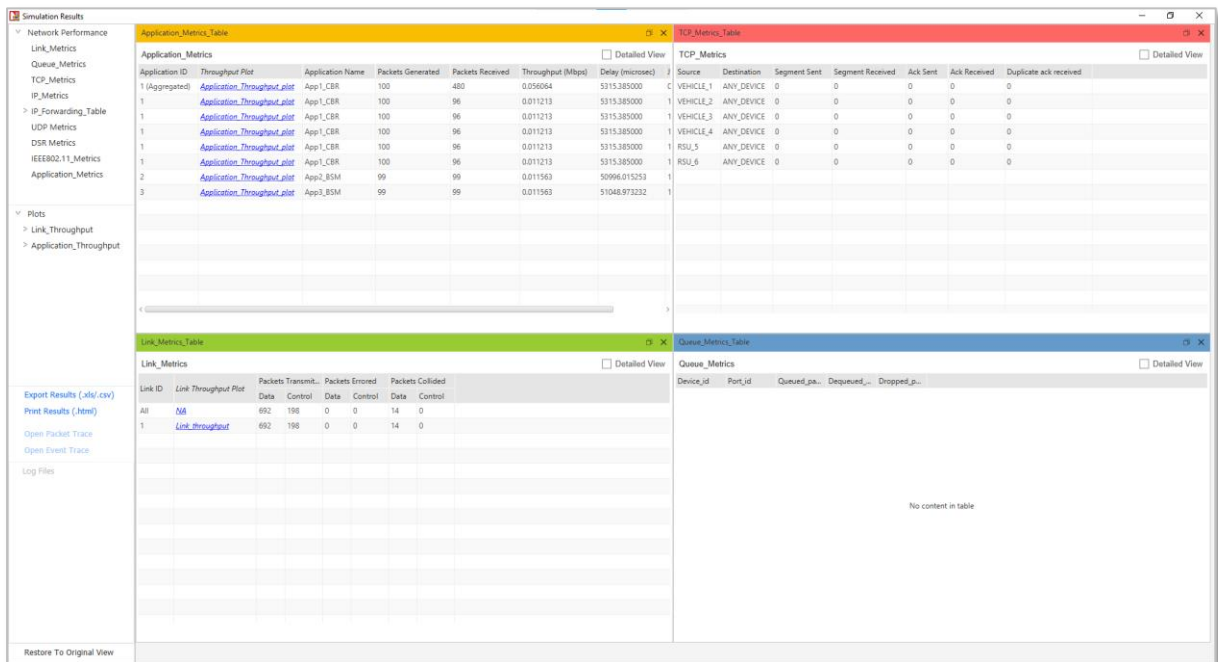 Simulation Results
Network Performance
Link_Metrics
Queue_Metrics
TCP_Metrics
IP_Metrics
IP_Forwarding_Table
UDP Metrics
DSR Metrics
IEEE802.11_Metrics
Application_Metrics
Plots
Link_Throughput
Application_Throughput
Export Results (.xls/.csv)
Print Results (.html)
Open Packet Trace
Open Event Trace
Log Files
Restore To Original View
Application_Metrics_Table
Application_Metrics Detailed View
Application ID Throughput Plot Application Name Packets Generated Packets Received Throughput (Mbps) Delay (microsec)
1 (Aggregated) Application_Throughput_plot App1_CBR 100 480 0.056064 5315.385000
1 Application_Throughput_plot App1_CBR 100 96 0.011213 5315.385000 1
1 Application_Throughput_plot App1_CBR 100 96 0.011213 5315.385000 1
1 Application_Throughput_plot App1_CBR 100 96 0.011213 5315.385000 1
1 Application_Throughput_plot App1_CBR 100 96 0.011213 5315.385000 1
1 Application_Throughput_plot App1_CBR 100 96 0.011213 5315.385000 1
2 Application_Throughput_plot App2_BSM 99 99 0.011563 50996.015253 1
3 Application_Throughput_plot App3_BSM 99 99 0.011563 51048.973232 1
TCP_Metrics_Table
TCP_Metrics Detailed View
Source Destination Segment Sent Segment Received Ack Sent Ack Received Duplicate ack received
VEHICLE_1 ANY_DEVICE 0 0 0 0 0
VEHICLE_2 ANY_DEVICE 0 0 0 0 0
VEHICLE_3 ANY_DEVICE 0 0 0 0 0
VEHICLE_4 ANY_DEVICE 0 0 0 0 0
RSU_5 ANY_DEVICE 0 0 0 0 0
RSU_6 ANY_DEVICE 0 0 0 0 0
Link_Metrics_Table
Link_Metrics Detailed View
Link ID Link Throughput Plot Packets Transmit... Packets Errored Packets Collided
Data Control Data Control Data Control
All NA 692 198 0 0 14 0
1 Link_throughput 692 198 0 0 14 0
Queue_Metrics_Table
Queue_Metrics Detailed View
Device_id Port_id Queued_pa... Dequeued_... Dropped_p...
No content in table